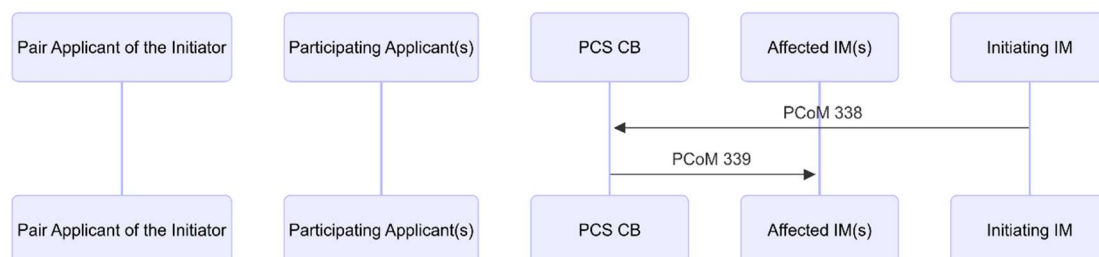 Pair Applicant of the Initiator
Participating Applicant(s)
PCS CB
Affected IM(s)
Initiating IM
PCoM 338
PCoM 339
Pair Applicant of the Initiator
Participating Applicant(s)
PCS CB
Affected IM(s)
Initiating IM